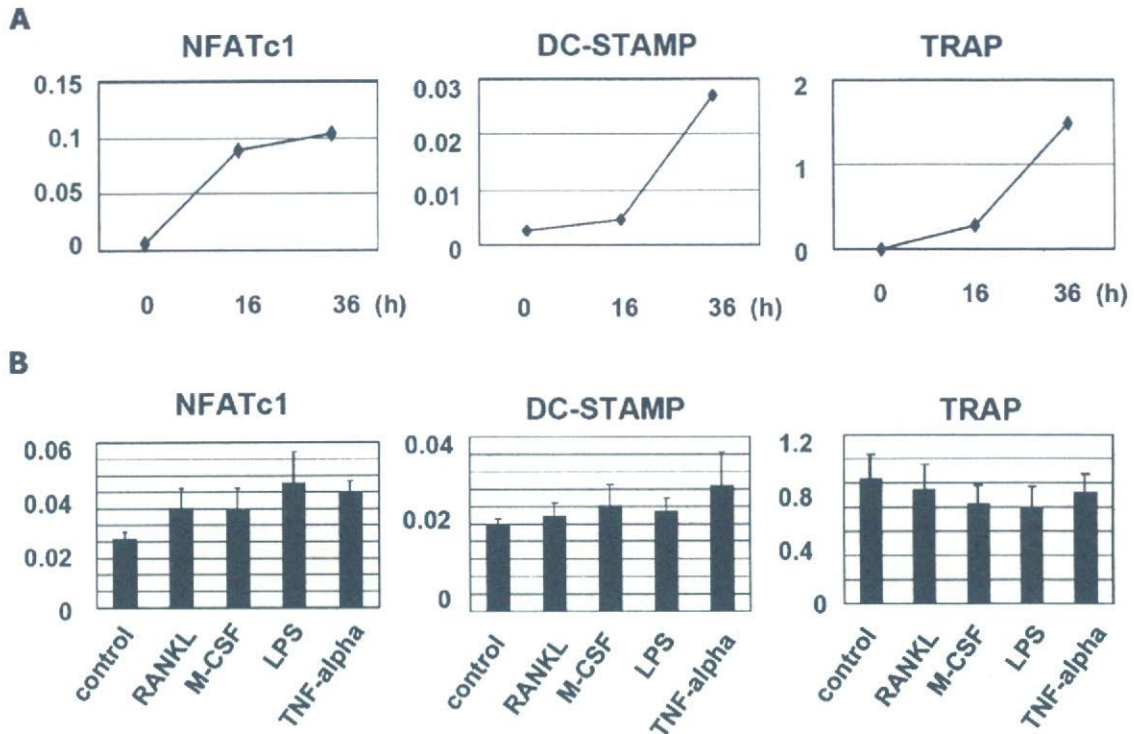 A
NFATc1
DC-STAMP
TRAP
0.15
0.1
0.05
0
0 16 36 (h)
0.03
0.02
0.01
0
0 16 36 (h)
2
1
0
0 16 36 (h)
B
NFATc1
DC-STAMP
TRAP
0.06
0.04
0.02
0
control RANKL M-CSF LPS TNF-alpha
0.04
0.02
0
control RANKL M-CSF LPS TNF-alpha
1.2
0.8
0.4
0
control RANKL M-CSF LPS TNF-alpha